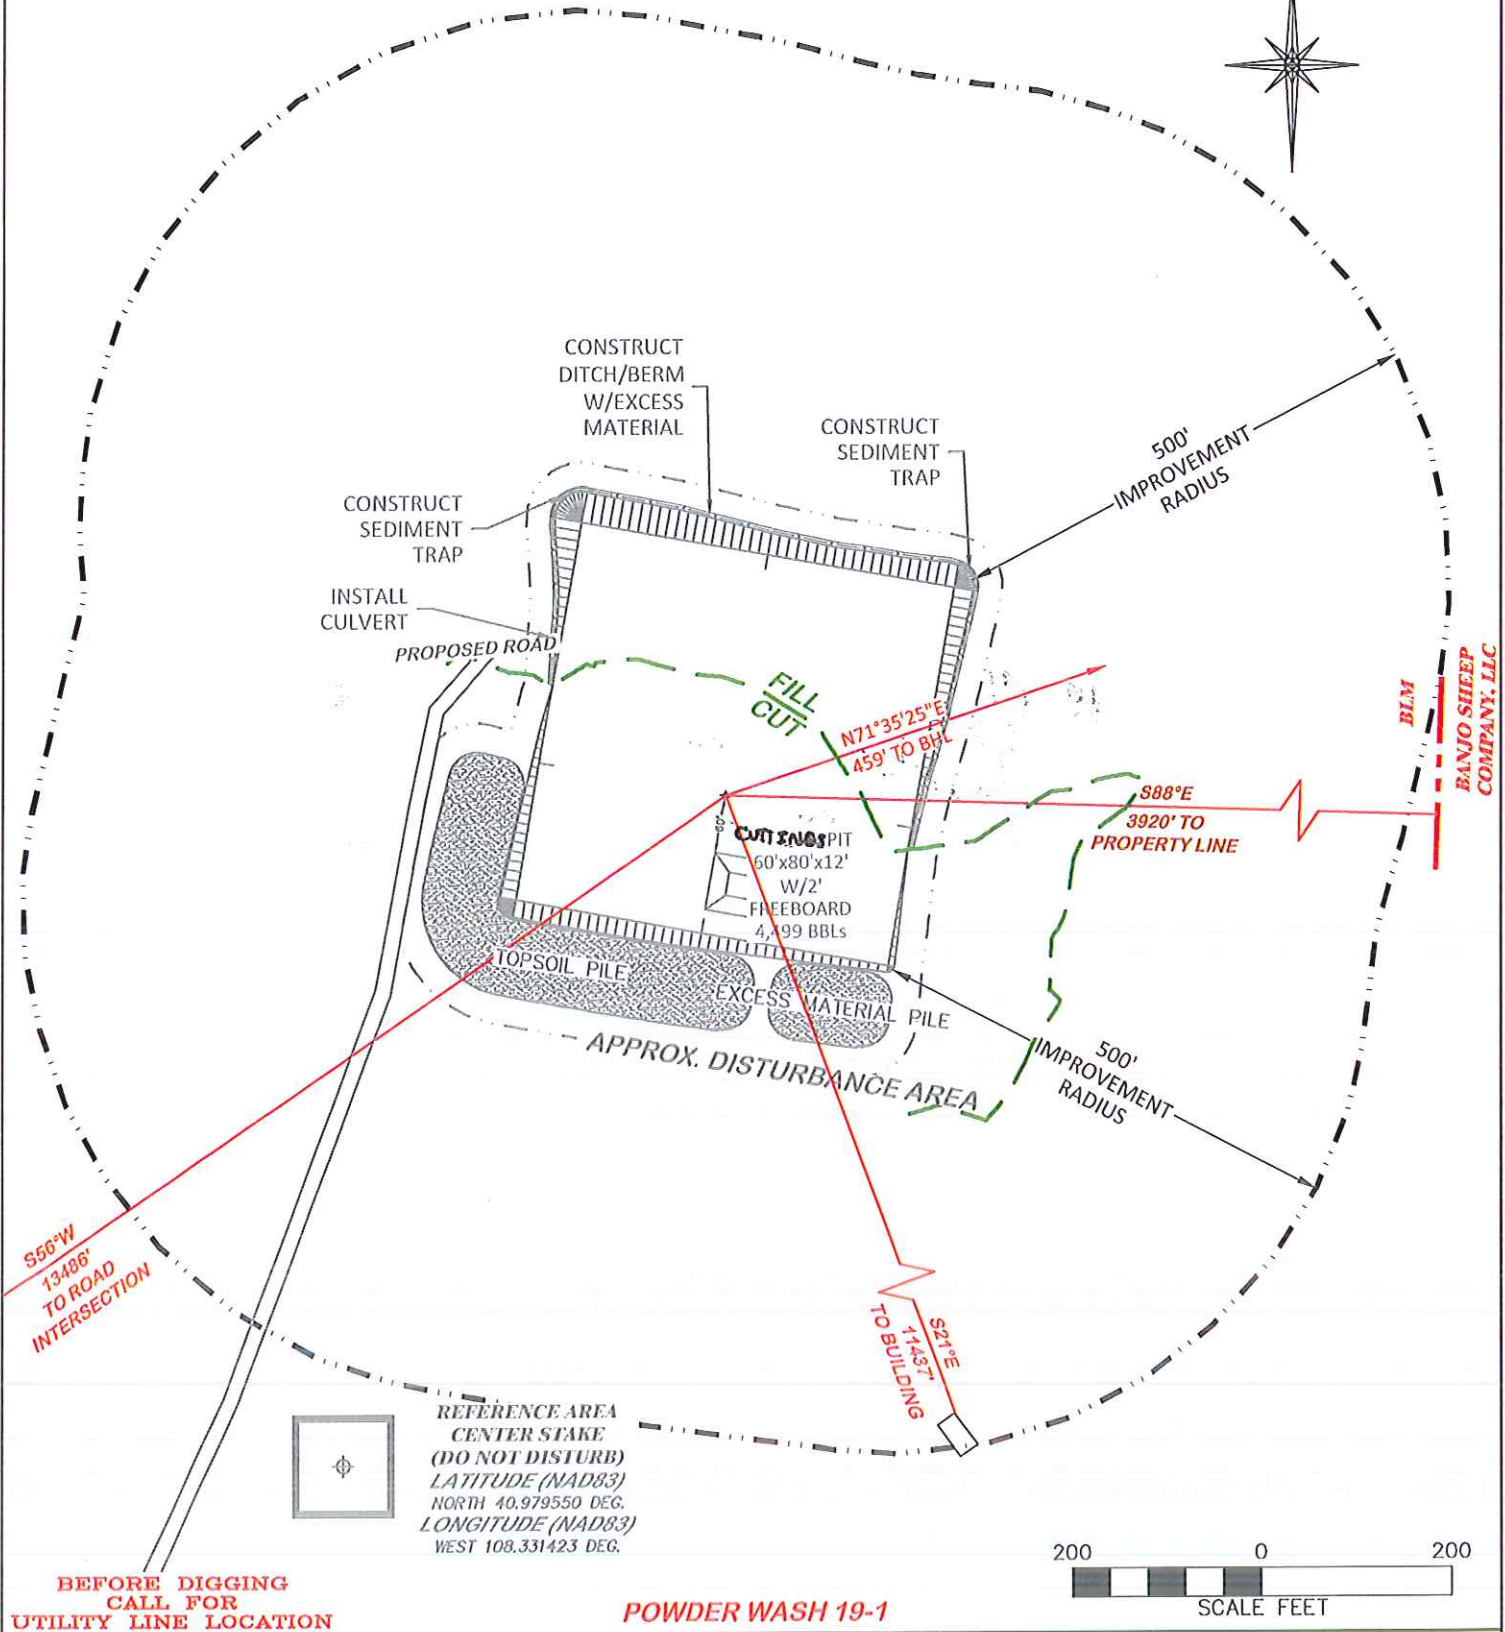 CONSTRUCT
DITCH/BERM
W/EXCESS
MATERIAL
CONSTRUCT
SEDIMENT
TRAP
500'
IMPROVEMENT
RADIUS
CONSTRUCT
SEDIMENT
TRAP
INSTALL
CULVERT
PROPOSED ROAD
FILL
CUT
N71°35'25"E
459' TO BHL
BLM
BANJO SHEEP
COMPANY, LLC
S88°E
3920' TO
PROPERTY LINE
60'
PIT
60'x80'x12'
W/2'
FREEBOARD
4,499 BBLs
TOPSOIL PILE
EXCESS MATERIAL PILE
APPROX. DISTURBANCE AREA
500'
IMPROVEMENT
RADIUS
S56°W
13486'
TO ROAD
INTERSECTION
S21°E
11437'
TO BUILDING
REFERENCE AREA
CENTER STAKE
(DO NOT DISTURB)
LATITUDE (NAD83)
NORTH 40.979550 DEG.
LONGITUDE (NAD83)
WEST 108.331423 DEG.
200 0 200
SCALE FEET
BEFORE DIGGING
CALL FOR
UTILITY LINE LOCATION
POWDER WASH 19-1